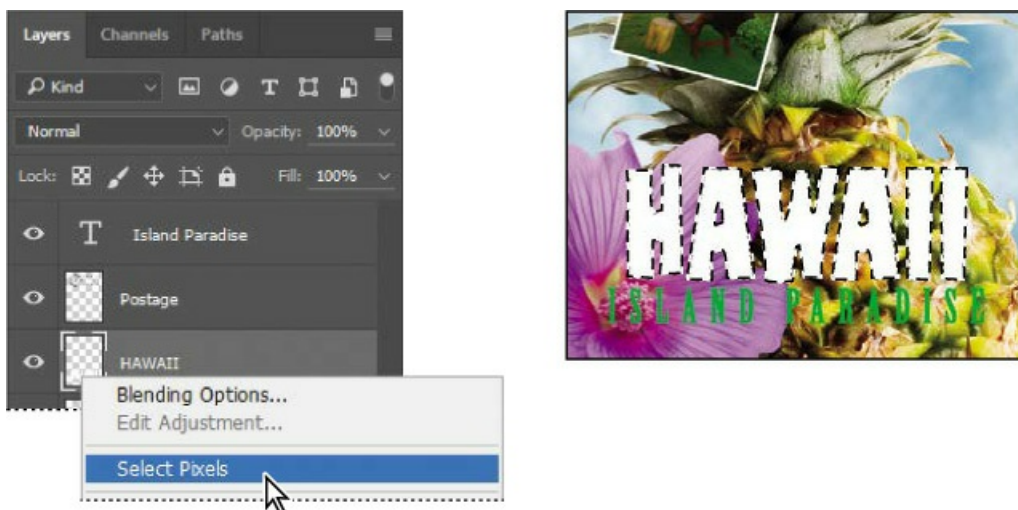 Layers Channels Paths
Kind
Normal Opacity: 100%
Lock: Fill: 100%
T Island Paradise
Postage
HAWAII
Blending Options...
Edit Adjustment...
Select Pixels
HAWAII
ISLAND PARADISE